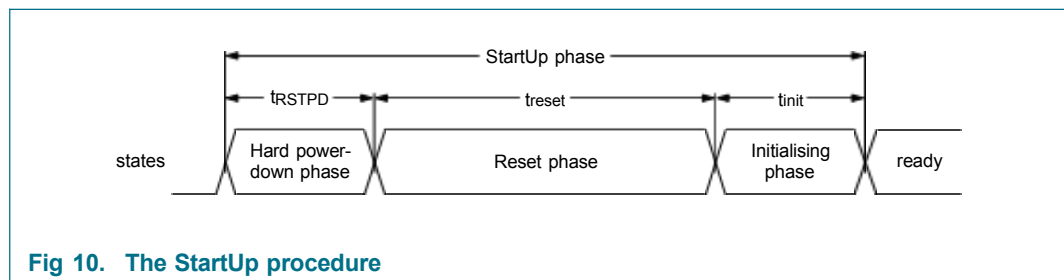 StartUp phase
tRSTPD
treset
tinit
states
Hard power-
down phase
Reset phase
Initialising
phase
ready
Fig 10. The StartUp procedure